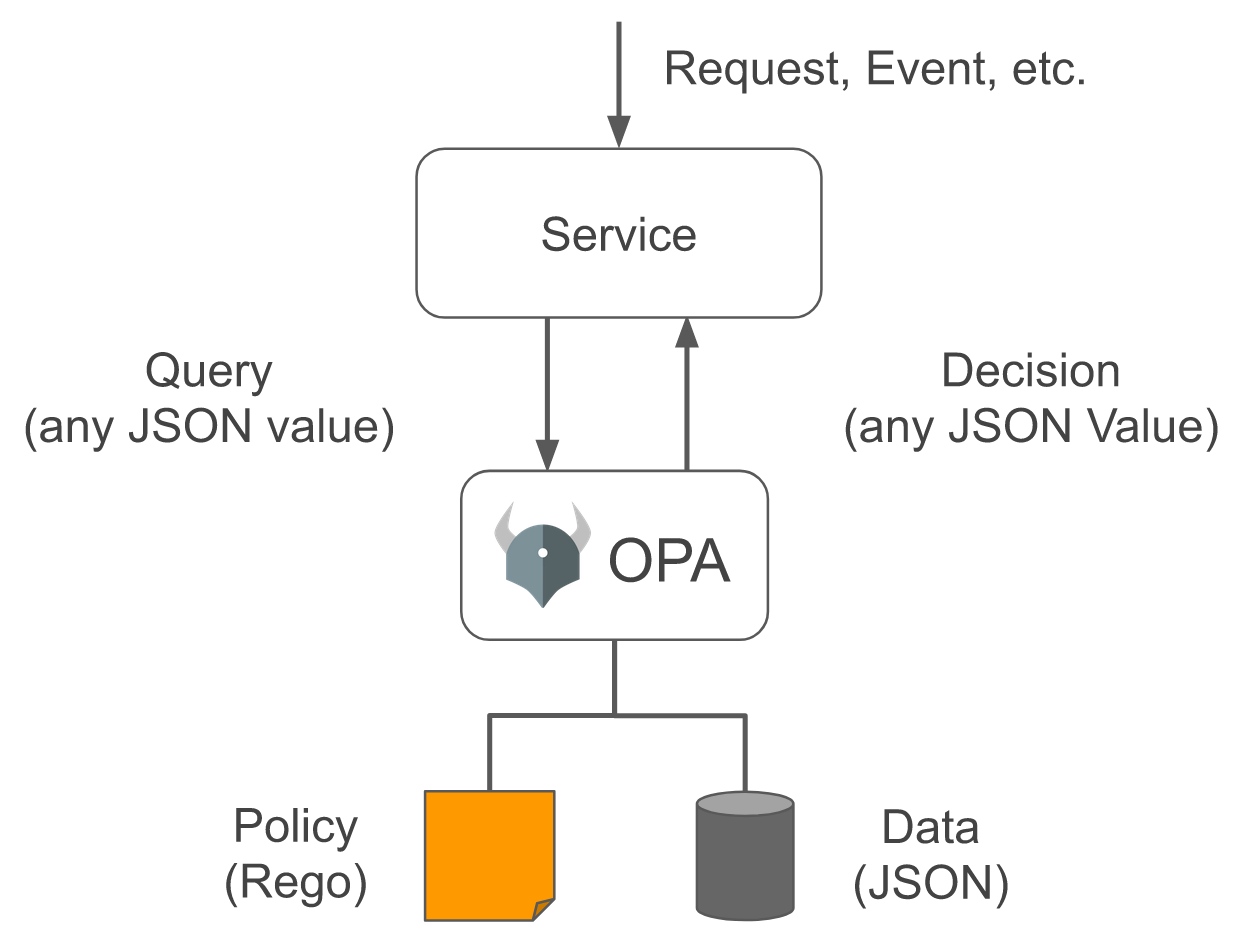 Request, Event, etc.
Service
Query
(any JSON value)
Decision
(any JSON Value)
OPA
Policy
(Rego)
Data
(JSON)